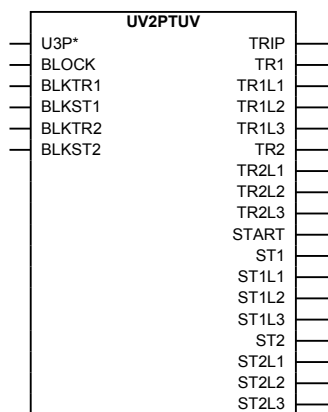 UV2PTUV
U3P* TRIP
BLOCK TR1
BLKTR1 TR1L1
BLKST1 TR1L2
BLKTR2 TR1L3
BLKST2 TR2
TR2L1
TR2L2
TR2L3
START
ST1
ST1L1
ST1L2
ST1L3
ST2
ST2L1
ST2L2
ST2L3